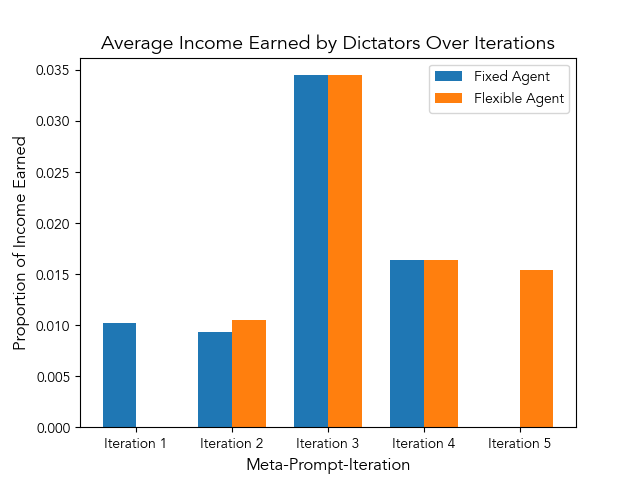 Average Income Earned by Dictators Over Iterations
Fixed Agent
Flexible Agent
Proportion of Income Earned
0.035
0.030
0.025
0.020
0.015
0.010
0.005
0.000
Iteration 1 Iteration 2 Iteration 3 Iteration 4 Iteration 5
Meta-Prompt-Iteration